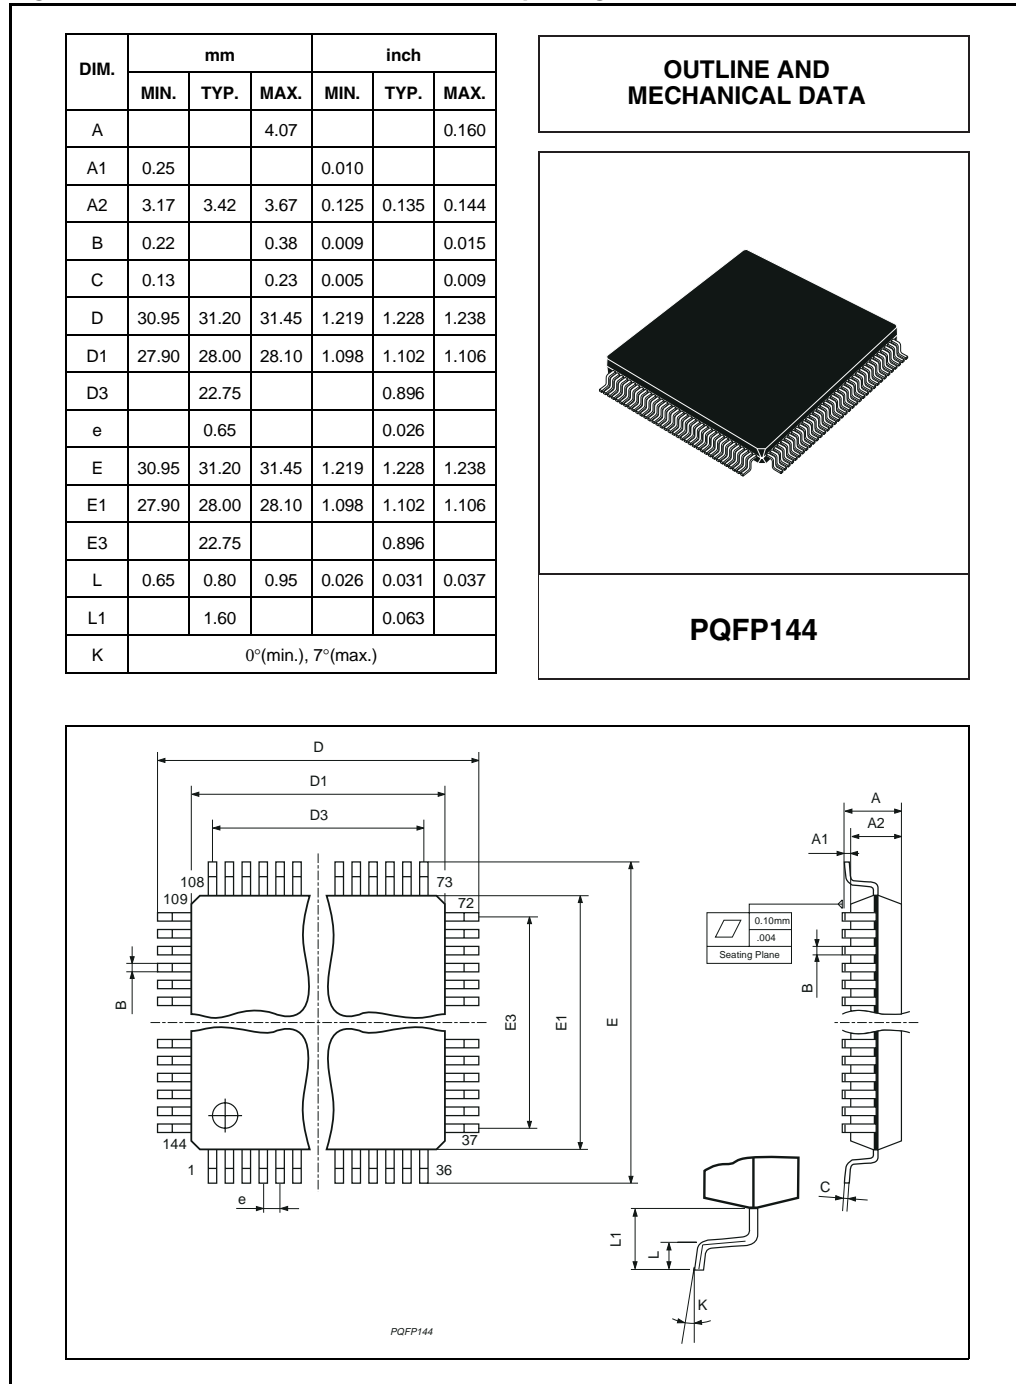 DIM. mm inch
MIN. TYP. MAX. MIN. TYP. MAX.
A 4.07 0.160
A1 0.25 0.010
A2 3.17 3.42 3.67 0.125 0.135 0.144
B 0.22 0.38 0.009 0.015
C 0.13 0.23 0.005 0.009
D 30.95 31.20 31.45 1.219 1.228 1.238
D1 27.90 28.00 28.10 1.098 1.102 1.106
D3 22.75 0.896
e 0.65 0.026
E 30.95 31.20 31.45 1.219 1.228 1.238
E1 27.90 28.00 28.10 1.098 1.102 1.106
E3 22.75 0.896
L 0.65 0.80 0.95 0.026 0.031 0.037
L1 1.60 0.063
K 0°(min.), 7°(max.)
OUTLINE AND
MECHANICAL DATA
PQFP144
D
D1
D3
108
73
109
72
B
E3
E1
E
144
37
1
36
e
A
A2
A1
0.10mm
.004
Seating Plane
B
C
L1
L
K
PQFP144